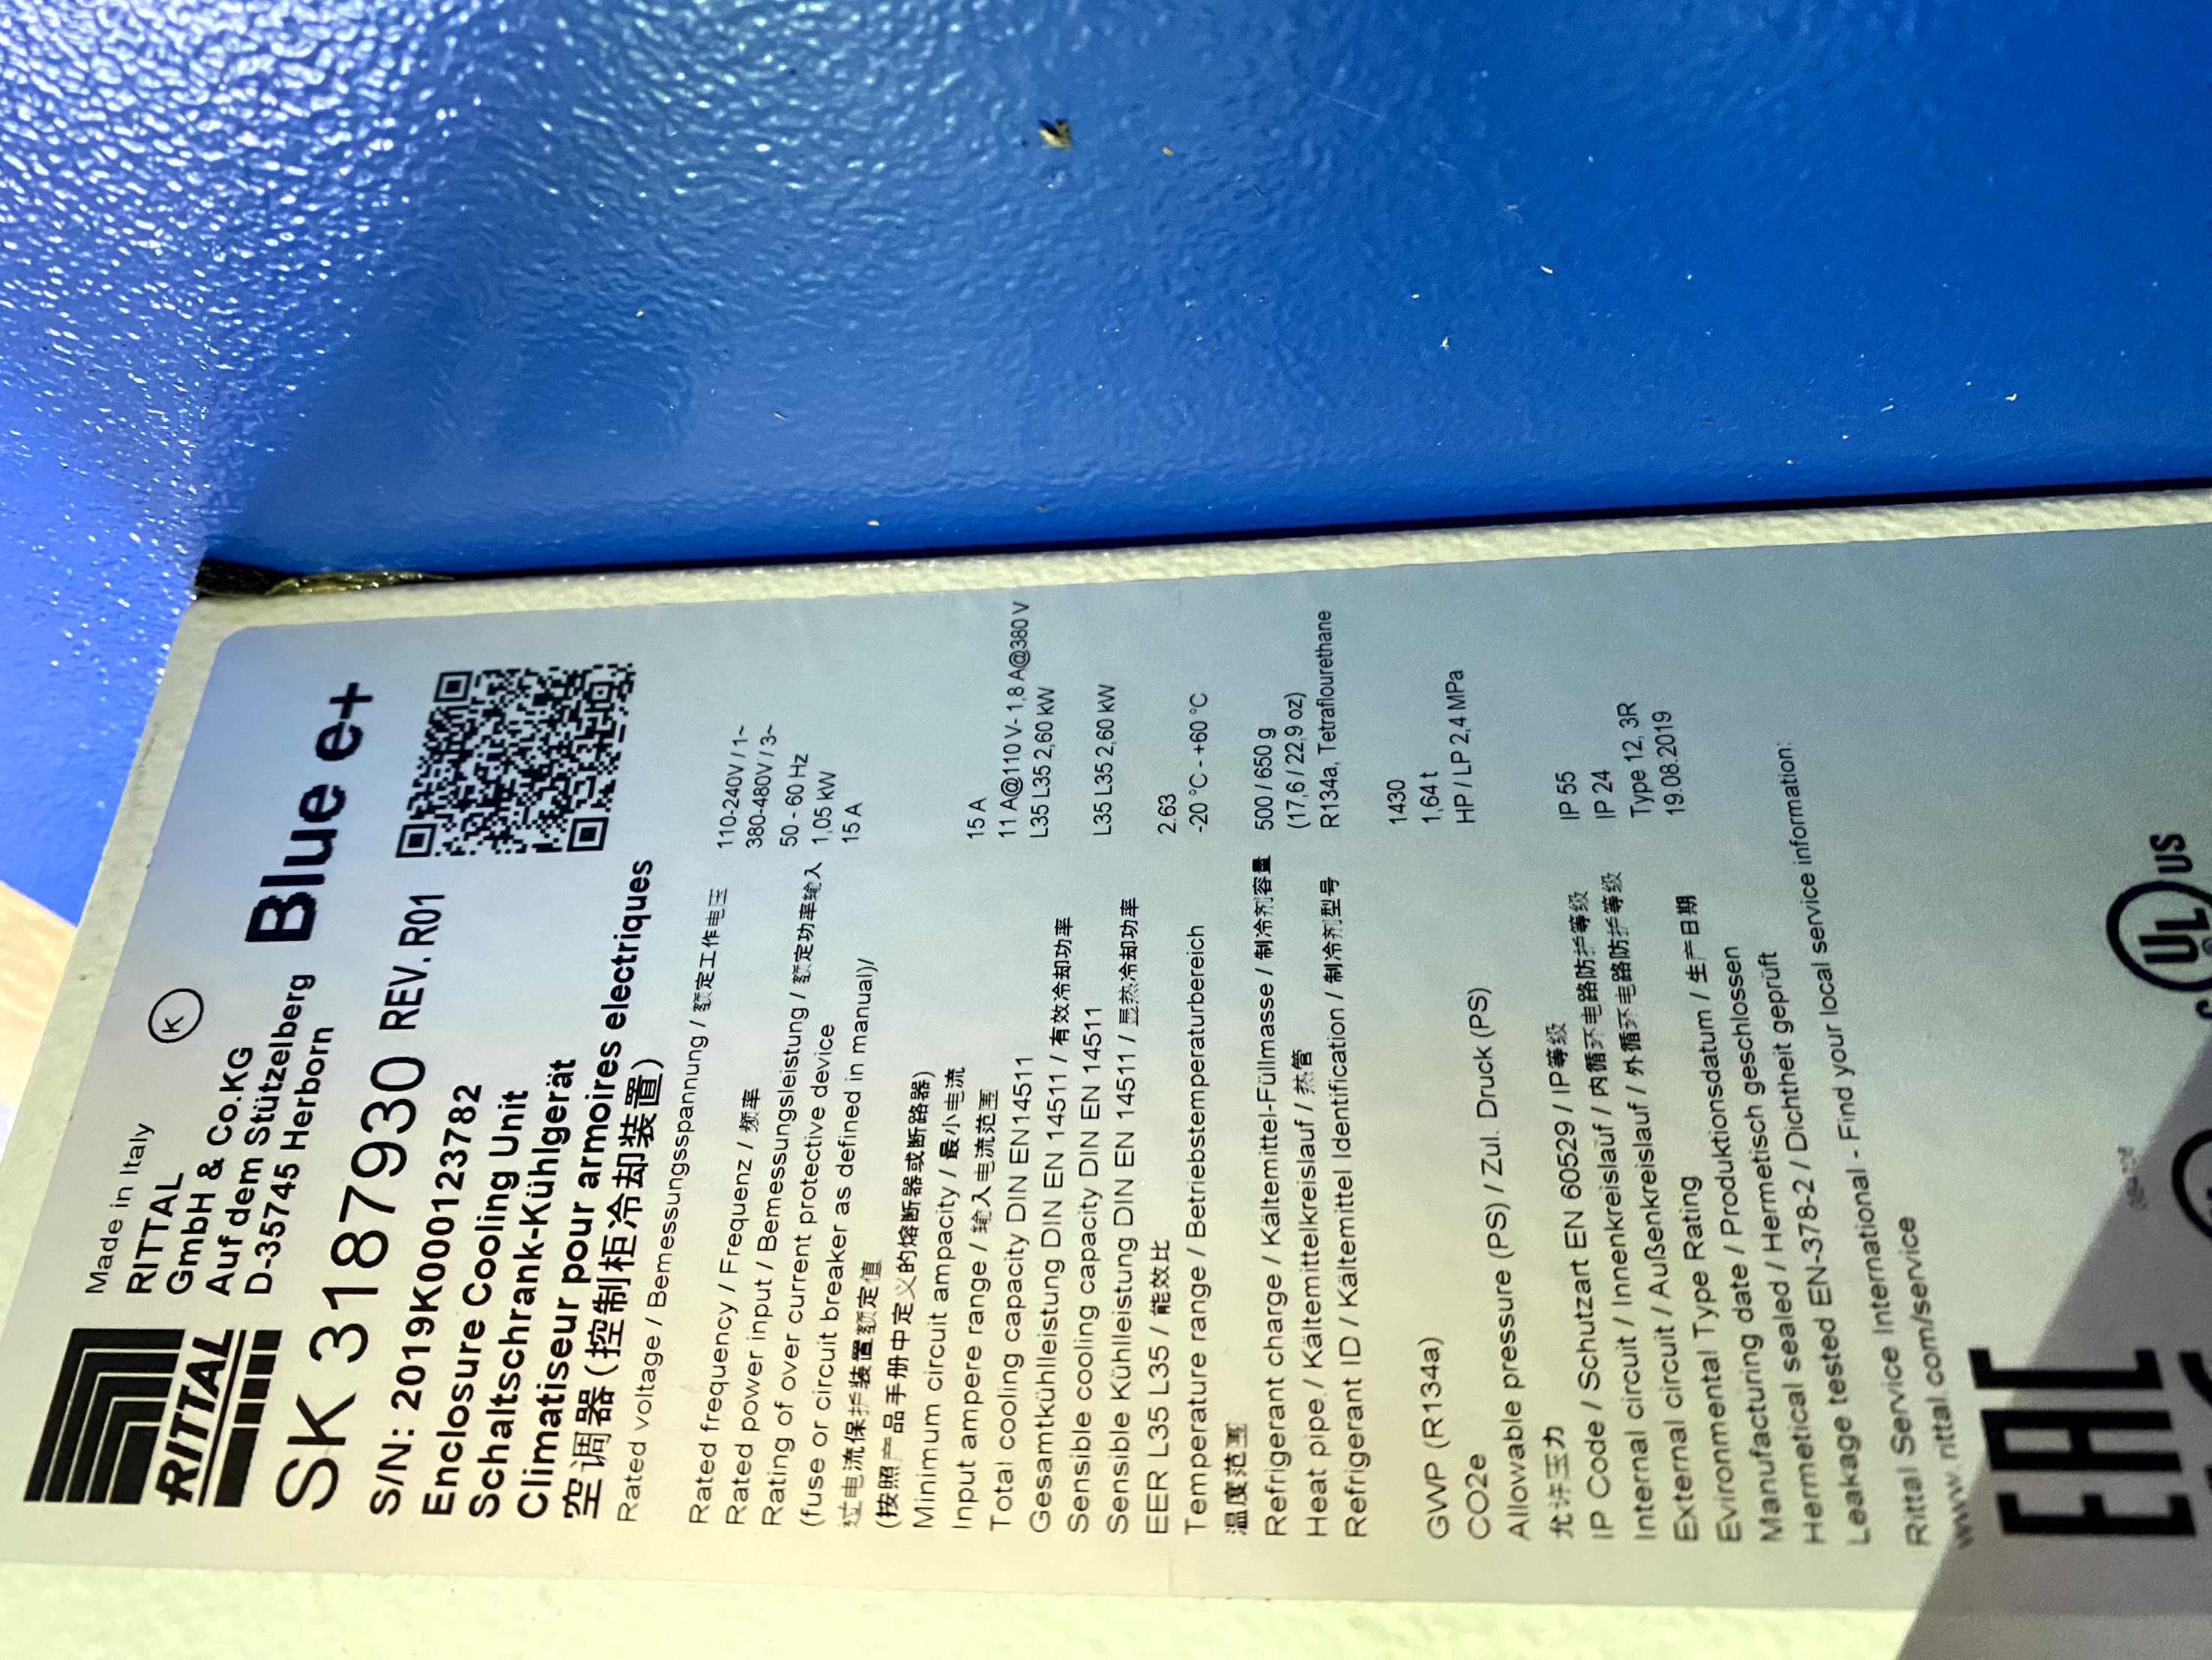 Made in Italy
RITTAL
RITTAL
GmbH & Co.KG
Auf dem Stützelberg
D-35745 Herborn
K
Blue e+
SK 3187930 REV. R01
S/N: 2019K000123782
Enclosure Cooling Unit
Schaltschrank-Kühlgerät
Climatiseur pour armoires electriques
空调器(控制柜冷却装置)
Rated voltage / Bemessungsspannung / 额定工作电压
110-240V / 1~
380-480V / 3~
Rated frequency / Frequenz / 频率
50 - 60 Hz
Rated power input / Bemessungsleistung / 额定功率输入
1,05 kW
Rating of over current protective device
15 A
(fuse or circuit breaker as defined in manual)/
过电流保护装置额定值
(按照产品手册中定义的熔断器或断路器)
Minimum circuit ampacity / 最小电流
15 A
Input ampere range / 输入电流范围
11 A@110 V- 1,8 A@380 V
Total cooling capacity DIN EN14511
L35 L35 2,60 kW
Gesamtkühlleistung DIN EN 14511 / 有效冷却功率
Sensible cooling capacity DIN EN 14511
L35 L35 2,60 kW
Sensible Kühlleistung DIN EN 14511 / 显热冷却功率
EER L35 L35 / 能效比
2.63
Temperature range / Betriebstemperaturbereich
-20 °C - +60 °C
温度范围
Refrigerant charge / Kältemittel-Füllmasse / 制冷剂容量
500 / 650 g
Heat pipe / Kältemittelkreislauf / 热管
(17,6 / 22,9 oz)
Refrigerant ID / Kältemittel Identification / 制冷剂型号
R134a, Tetraflourethane
GWP (R134a)
1430
CO2e
1,64 t
Allowable pressure (PS) / Zul. Druck (PS)
HP / LP 2,4 MPa
允许压力
IP Code / Schutzart EN 60529 / IP等级
Internal circuit / Innenkreislauf / 内循环电路防护等级
IP 55
External circuit / Außenkreislauf / 外循环电路防护等级
IP 24
Environmental Type Rating
Type 12, 3R
Manufacturing date / Produktionsdatum / 生产日期
19.08.2019
Hermetical sealed / Hermetisch geschlossen
Leakage tested EN-378-2 / Dichtheit geprüft
Rittal Service International - Find your local service information:
www.rittal.com/service
EAC
c UL US